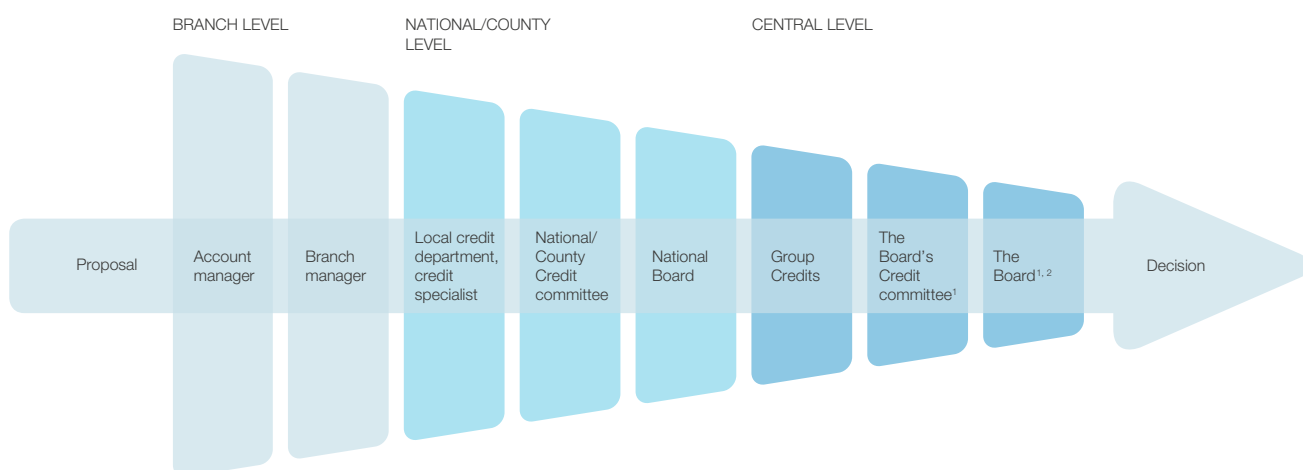 BRANCH LEVEL
NATIONAL/COUNTY
LEVEL
CENTRAL LEVEL
Proposal
Account
manager
Branch
manager
Local credit
department,
credit
specialist
National/
County
Credit
committee
National
Board
Group
Credits
The
Board's
Credit
committee¹
The
Board¹, ²
Decision